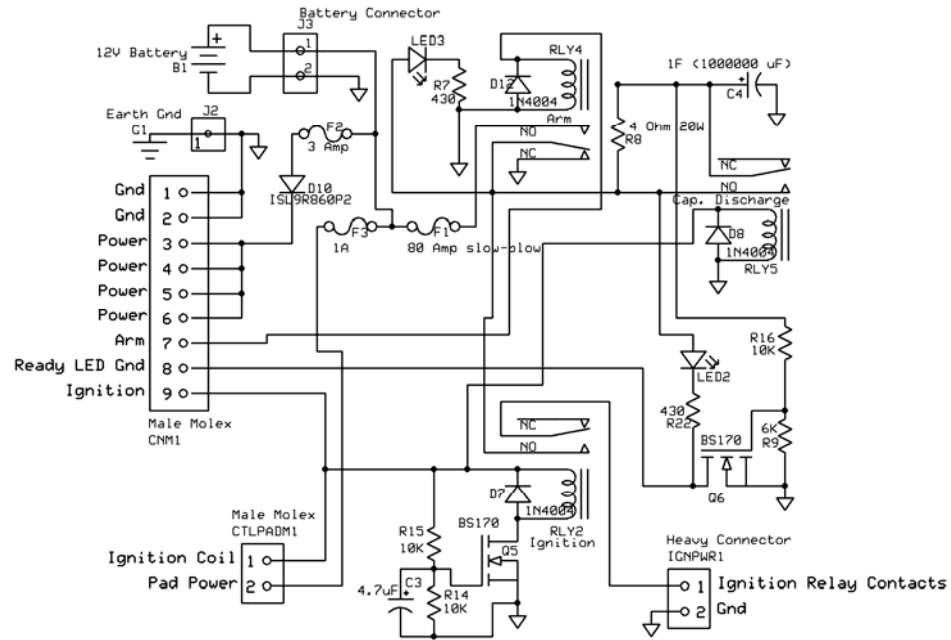 Battery Connector
J3
12V Battery
B1
+
1
2
LED3
R7
430
RLY4
D12
1N4004
Arm
NO
NC
1F (1000000 uF)
+
C4
4 Ohm 20W
R8
NC
NO
Cap. Discharge
D8
1N4004
RLY5
Earth Gnd
G1
J2
1
F2
3 Amp
D10
ISL9R860P2
F3
1A
F1
80 Amp slow-blow
Gnd 1
Gnd 2
Power 3
Power 4
Power 5
Power 6
Arm 7
Ready LED Gnd 8
Ignition 9
Male Molex
CNM1
R16
10K
LED2
430
R22
6K
R9
BS170
Q6
NC
NO
D7
1N4004
RLY2
Ignition
BS170
Q5
R15
10K
4.7uF
+
C3
R14
10K
Male Molex
CTLPADM1
Ignition Coil 1
Pad Power 2
Heavy Connector
IGNPWR1
1 Ignition Relay Contacts
2 Gnd